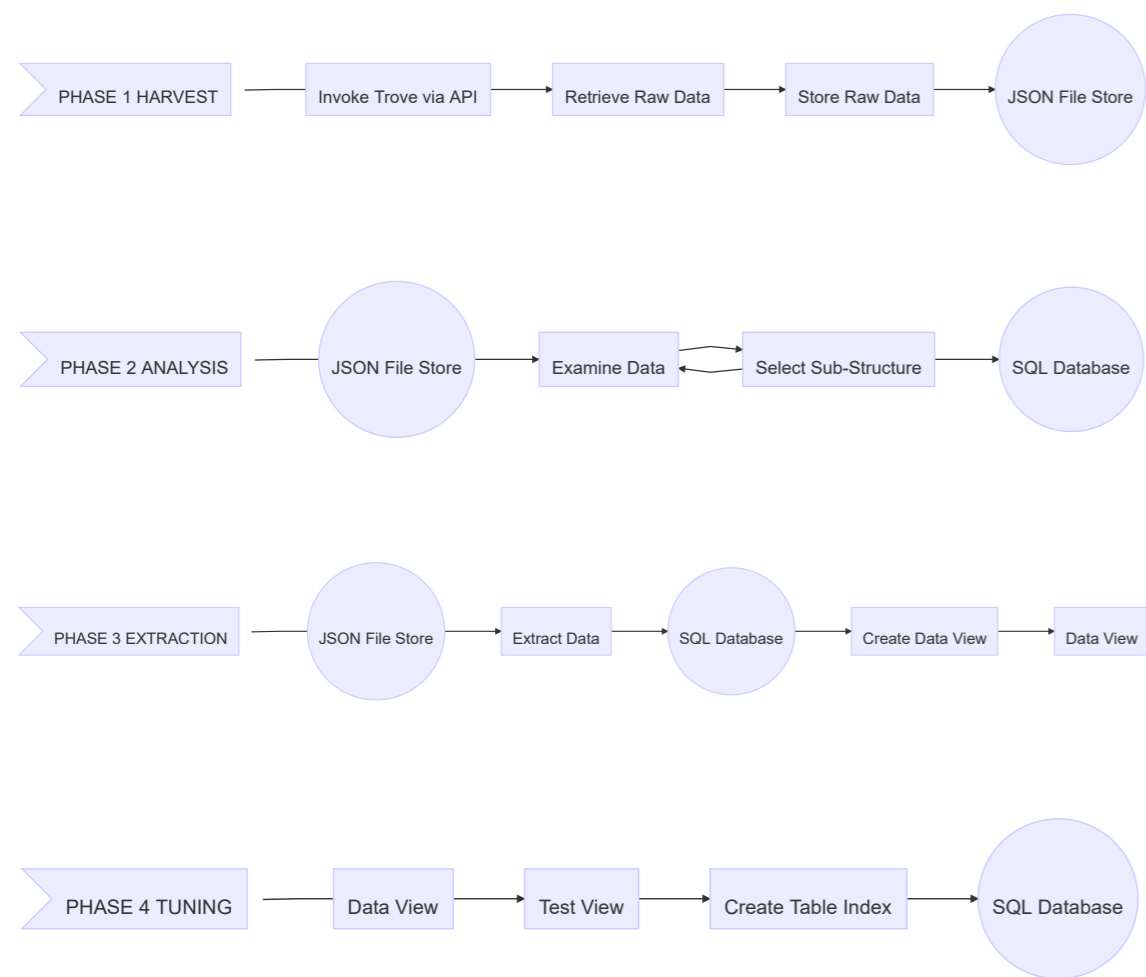 PHASE 1 HARVEST
Invoke Trove via API
Retrieve Raw Data
Store Raw Data
JSON File Store
PHASE 2 ANALYSIS
JSON File Store
Examine Data
Select Sub-Structure
SQL Database
PHASE 3 EXTRACTION
JSON File Store
Extract Data
SQL Database
Create Data View
Data View
PHASE 4 TUNING
Data View
Test View
Create Table Index
SQL Database